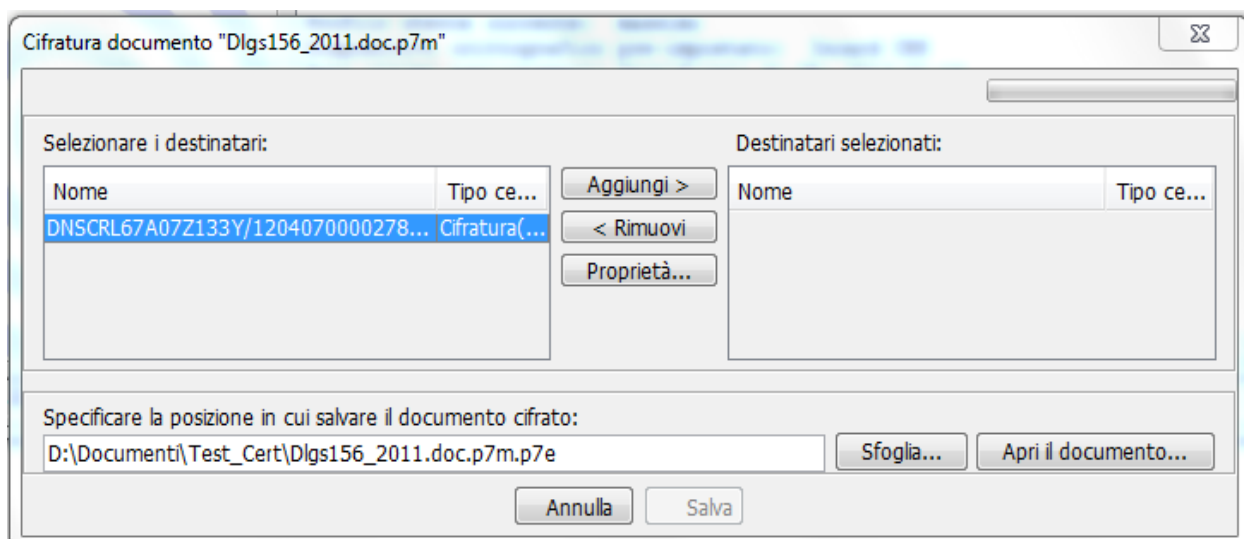 Cifratura documento "Dlgs156_2011.doc.p7m"
Selezionare i destinatari:
Destinatari selezionati:
Nome Tipo ce...
Aggiungi >
Nome Tipo ce...
DNSCRL67A07Z133Y/1204070000278... Cifratura(...
< Rimuovi
Proprietà...
Specificare la posizione in cui salvare il documento cifrato:
D:\Documenti\Test_Cert\Dlgs156_2011.doc.p7m.p7e
Sfoglia...
Apri il documento...
Annulla
Salva